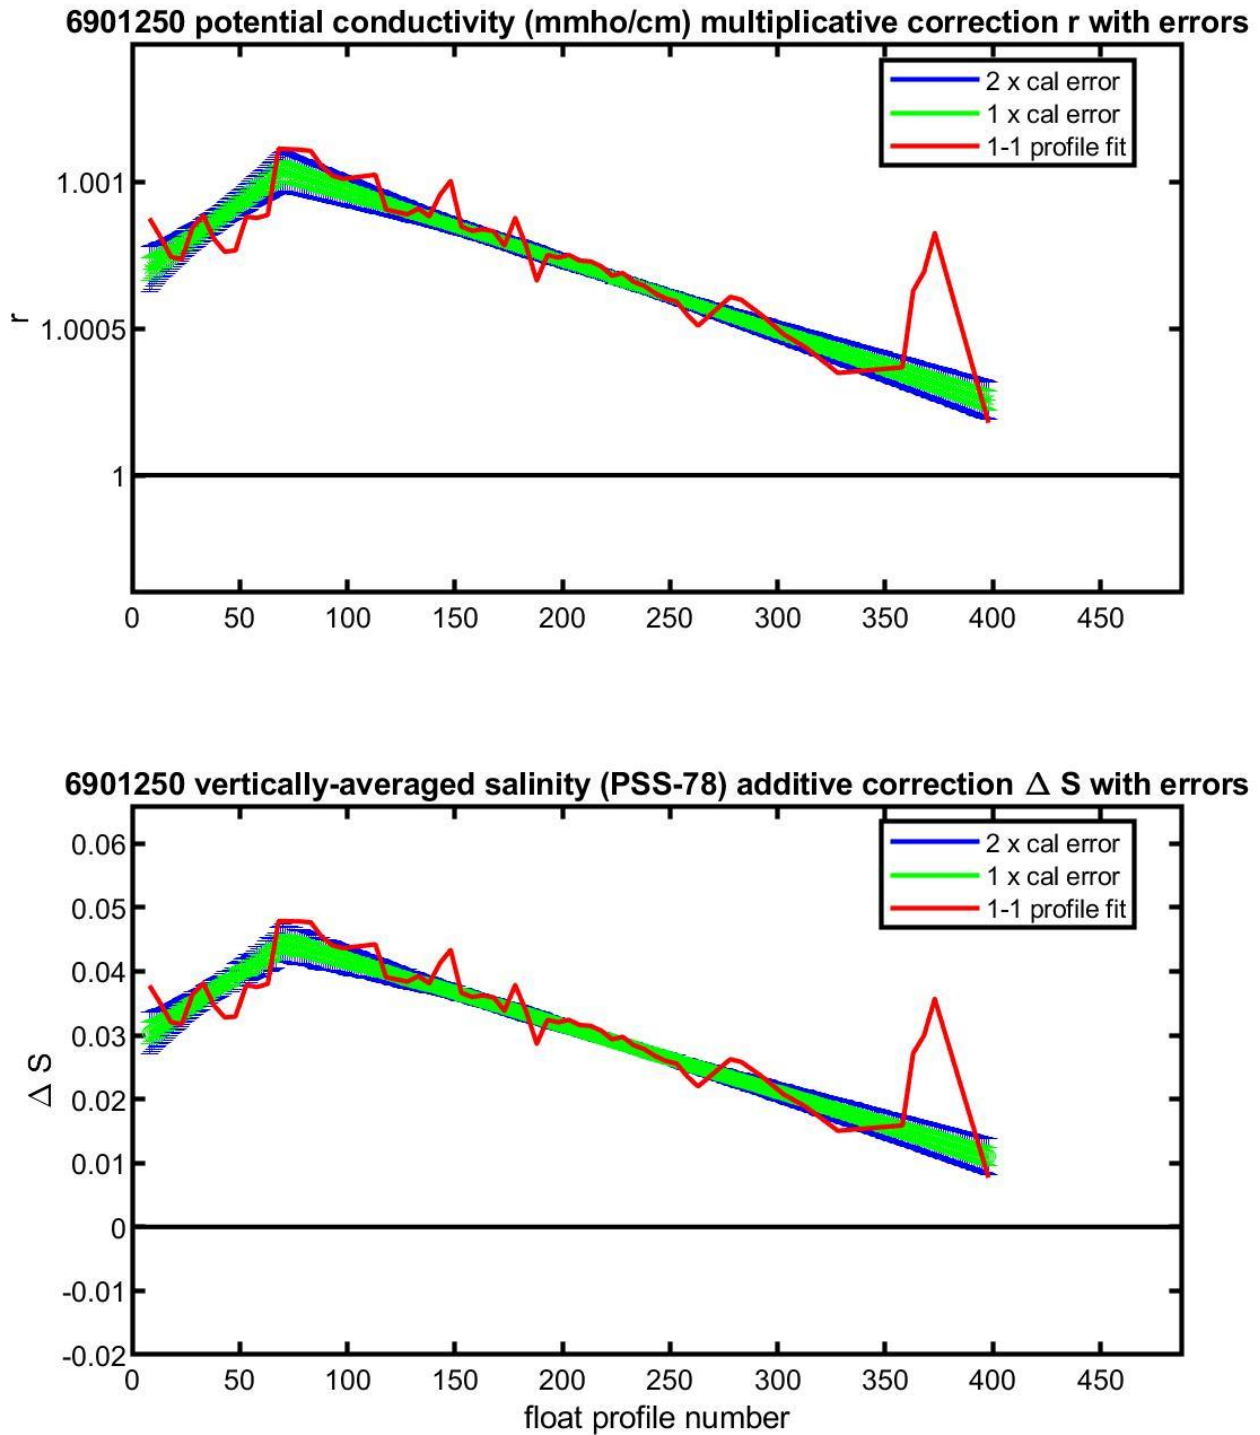 6901250 potential conductivity (mmho/cm) multiplicative correction r with errors
2 x cal error
1 x cal error
1-1 profile fit
1.001
1.0005
1
r
0 50 100 150 200 250 300 350 400 450
6901250 vertically-averaged salinity (PSS-78) additive correction Δ S with errors
2 x cal error
1 x cal error
1-1 profile fit
0.06
0.05
0.04
0.03
0.02
0.01
0
-0.01
-0.02
Δ S
0 50 100 150 200 250 300 350 400 450
float profile number